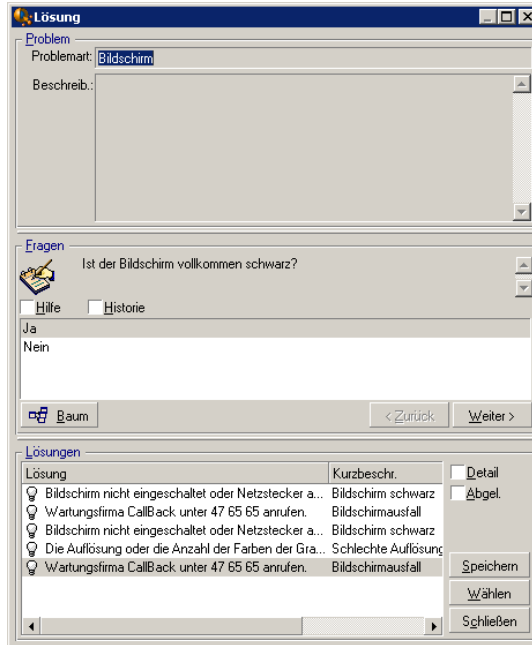 Lösung
Problem
Problemart: Bildschirm
Beschreib.:
Fragen
Ist der Bildschirm vollkommen schwarz?
Hilfe Historie
Ja
Nein
Baum < Zurück Weiter >
Lösungen
Lösung Kurzbeschr. Detail
Bildschirm nicht eingeschaltet oder Netzstecker a... Bildschirm schwarz Abgel.
Wartungsfirma CallBack unter 47 65 65 anrufen. Bildschirmausfall
Bildschirm nicht eingeschaltet oder Netzstecker a... Bildschirm schwarz
Die Auflösung oder die Anzahl der Farben der Gra... Schlechte Auflösung
Wartungsfirma CallBack unter 47 65 65 anrufen. Bildschirmausfall Speichern
Wählen
Schließen